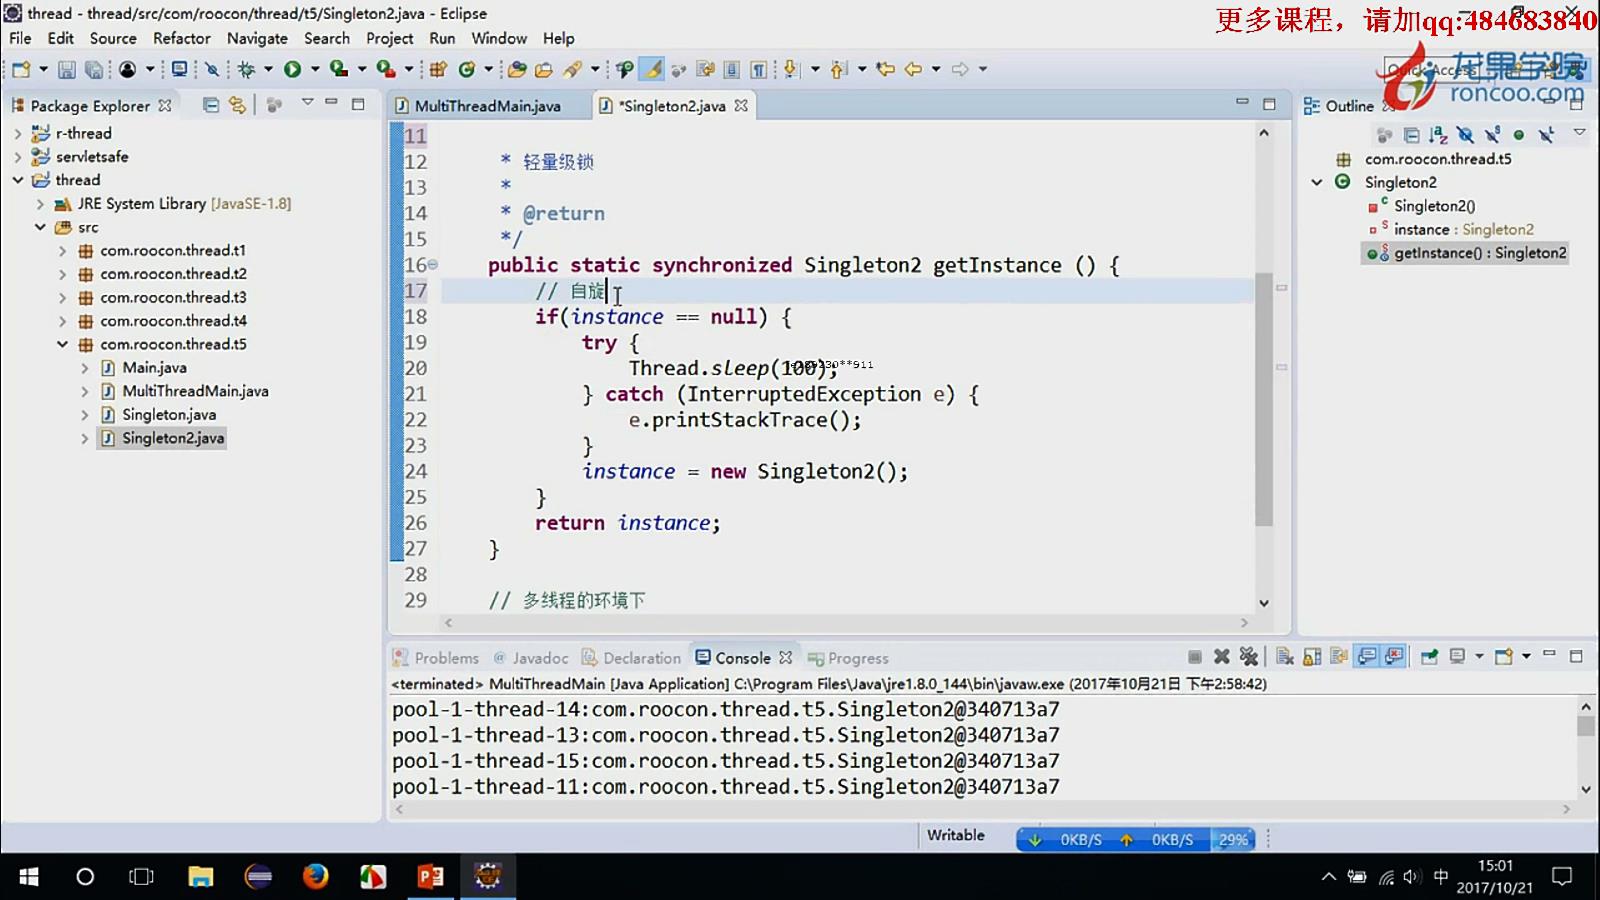 thread - thread/src/com/roocon/thread/t5/Singleton2.java - Eclipse
更多课程，请加qq:484683840
File Edit Source Refactor Navigate Search Project Run Window Help
龙果学院
roncoo.com
Quick Access
Package Explorer
MultiThreadMain.java
*Singleton2.java
Outline
r-thread
servletsafe
thread
JRE System Library [JavaSE-1.8]
src
com.roocon.thread.t1
com.roocon.thread.t2
com.roocon.thread.t3
com.roocon.thread.t4
com.roocon.thread.t5
Main.java
MultiThreadMain.java
Singleton.java
Singleton2.java
11
12 * 轻量级锁
13 *
14 * @return
15 */
16 public static synchronized Singleton2 getInstance () {
17 // 自旋
18 if(instance == null) {
19 try {
20 Thread.sleep(100);
21 } catch (InterruptedException e) {
22 e.printStackTrace();
23 }
24 instance = new Singleton2();
25 }
26 return instance;
27 }
28
29 // 多线程的环境下
com.roocon.thread.t5
Singleton2
Singleton2()
instance : Singleton2
getInstance() : Singleton2
Problems @ Javadoc Declaration Console Progress
<terminated> MultiThreadMain [Java Application] C:\Program Files\Java\jre1.8.0_144\bin\javaw.exe (2017年10月21日 下午2:58:42)
pool-1-thread-14:com.roocon.thread.t5.Singleton2@340713a7
pool-1-thread-13:com.roocon.thread.t5.Singleton2@340713a7
pool-1-thread-15:com.roocon.thread.t5.Singleton2@340713a7
pool-1-thread-11:com.roocon.thread.t5.Singleton2@340713a7
Writable
0KB/S 0KB/S 29%
中
15:01
2017/10/21